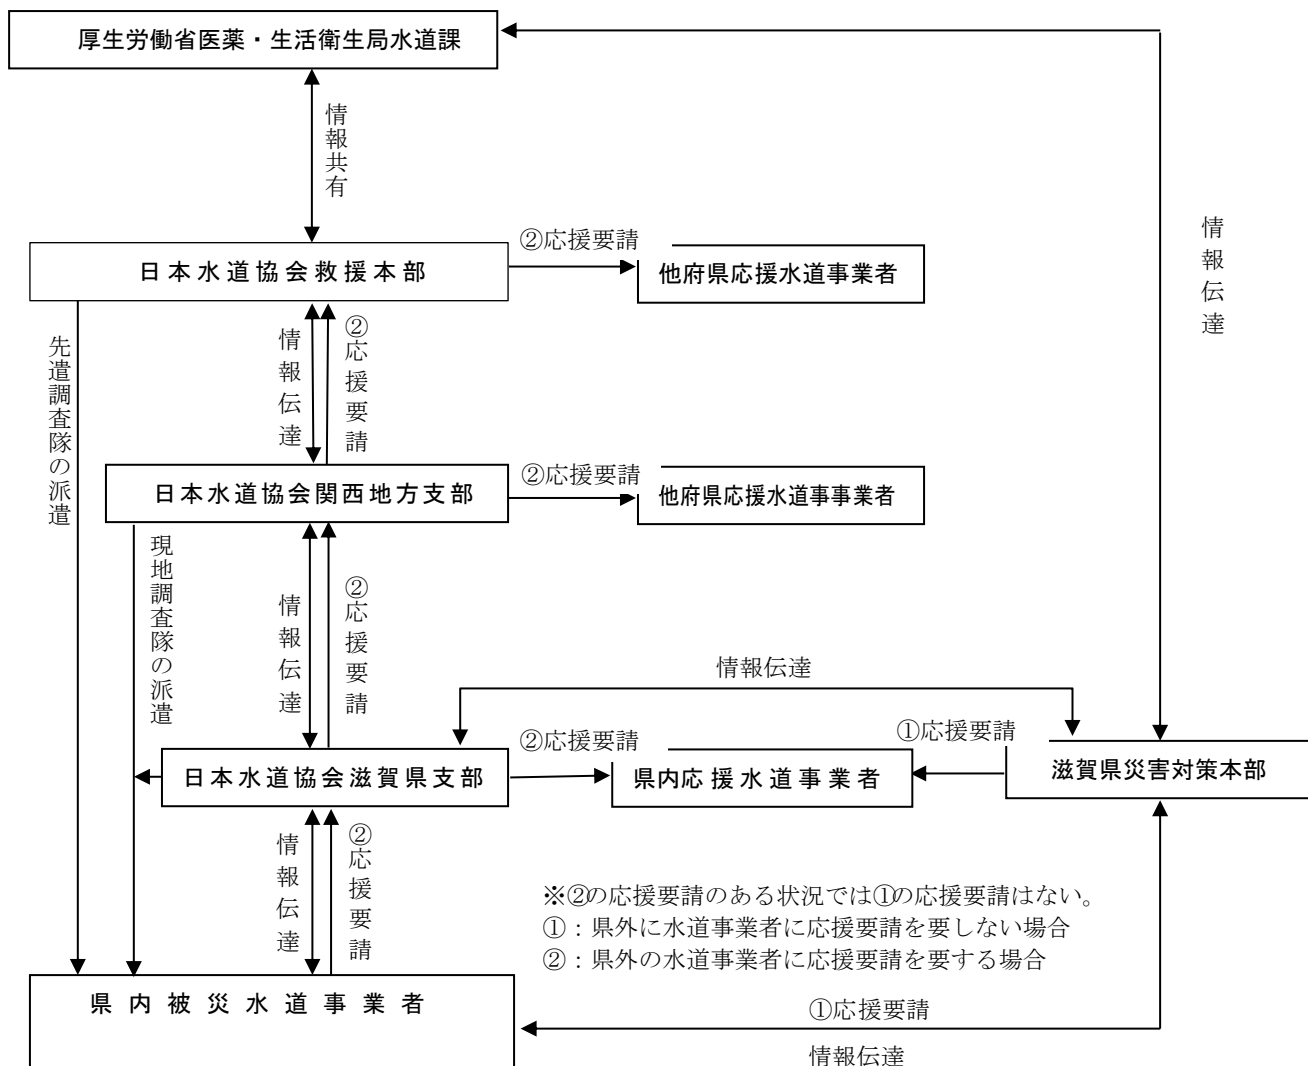 厚生労働省医薬・生活衛生局水道課
情報共有
情報伝達
日本水道協会救援本部
②応援要請
他府県応援水道事業者
先遣調査隊の派遣
情報伝達
②応援要請
日本水道協会関西地方支部
②応援要請
他府県応援水道事事業者
現地調査隊の派遣
情報伝達
②応援要請
情報伝達
日本水道協会滋賀県支部
②応援要請
県内応援水道事業者
①応援要請
滋賀県災害対策本部
情報伝達
②応援要請
※②の応援要請のある状況では①の応援要請はない。
①：県外に水道事業者に応援要請を要しない場合
②：県外の水道事業者に応援要請を要する場合
県内被災水道事業者
①応援要請
情報伝達